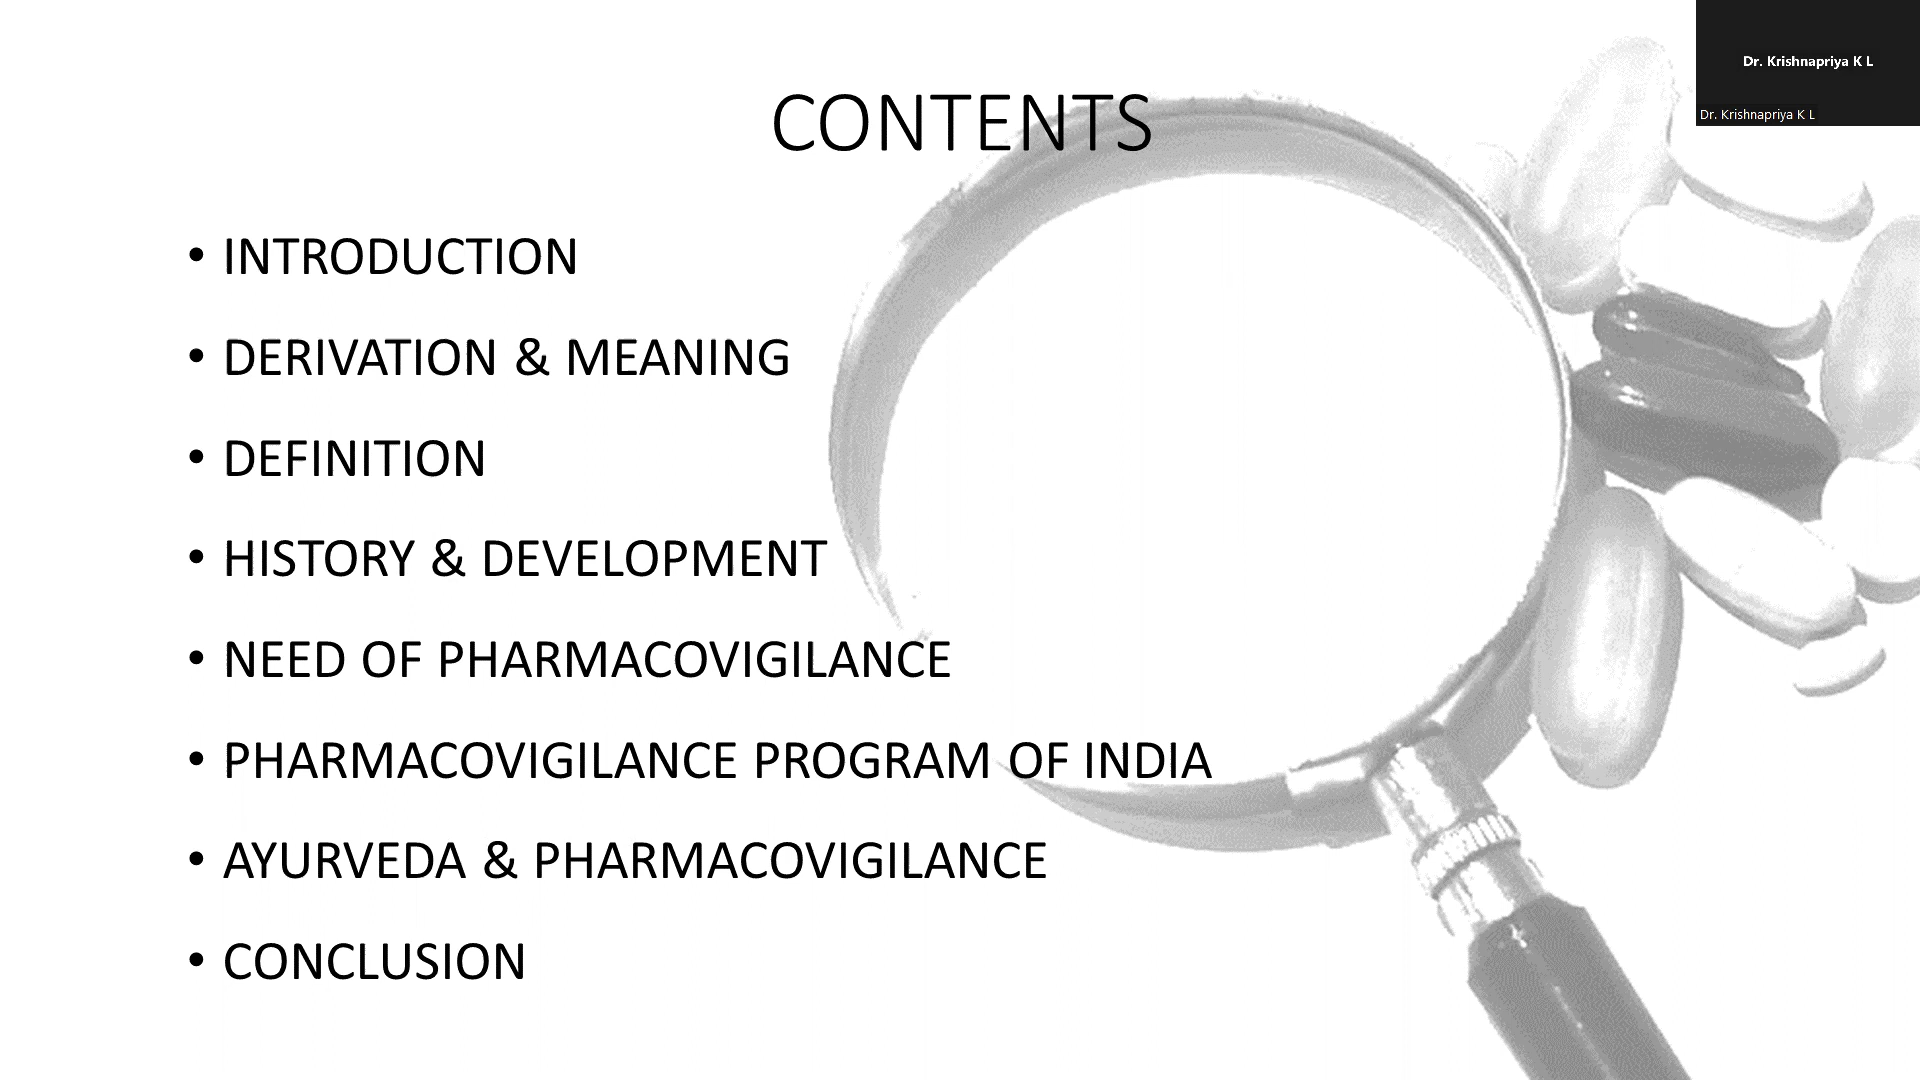 CONTENTS
Dr. Krishnapriya K L
Dr. Krishnapriya K L
• INTRODUCTION
• DERIVATION & MEANING
• DEFINITION
• HISTORY & DEVELOPMENT
• NEED OF PHARMACOVIGILANCE
• PHARMACOVIGILANCE PROGRAM OF INDIA
• AYURVEDA & PHARMACOVIGILANCE
• CONCLUSION